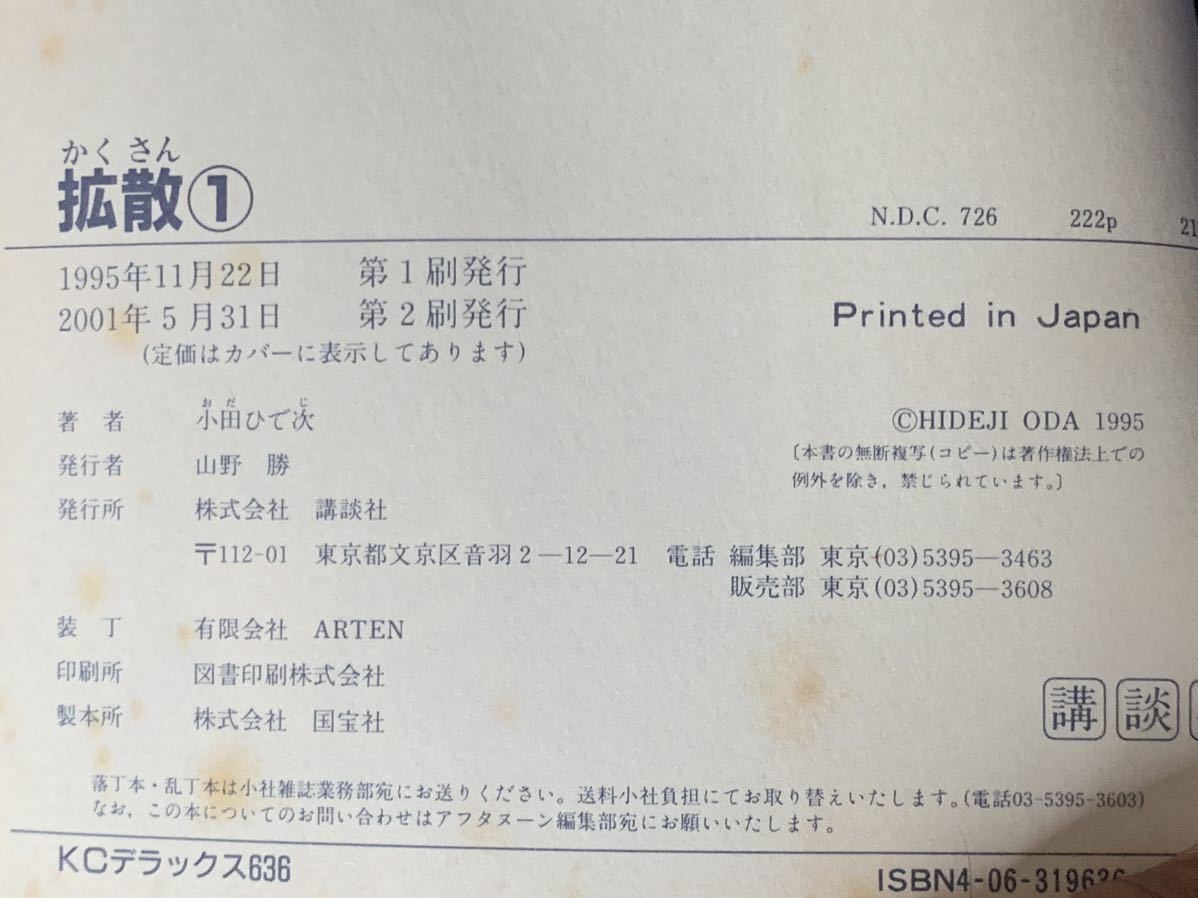 かくさん
拡散①
N.D.C. 726 222p 21
1995年11月22日 第1刷発行
2001年5月31日 第2刷発行
(定価はカバーに表示してあります)
Printed in Japan
おだ じ
著者 小田ひで次
発行者 山野 勝
発行所 株式会社 講談社
〒112-01 東京都文京区音羽2—12—21 電話 編集部 東京(03)5395—3463
販売部 東京(03)5395—3608
©HIDEJI ODA 1995
〔本書の無断複写(コピー)は著作権法上での
例外を除き，禁じられています。〕
装丁 有限会社 ARTEN
印刷所 図書印刷株式会社
製本所 株式会社 国宝社
講談
落丁本・乱丁本は小社雑誌業務部宛にお送りください。送料小社負担にてお取り替えいたします。(電話03-5395-3603)
なお，この本についてのお問い合わせはアフタヌーン編集部宛にお願いいたします。
KCデラックス636
ISBN4-06-319636